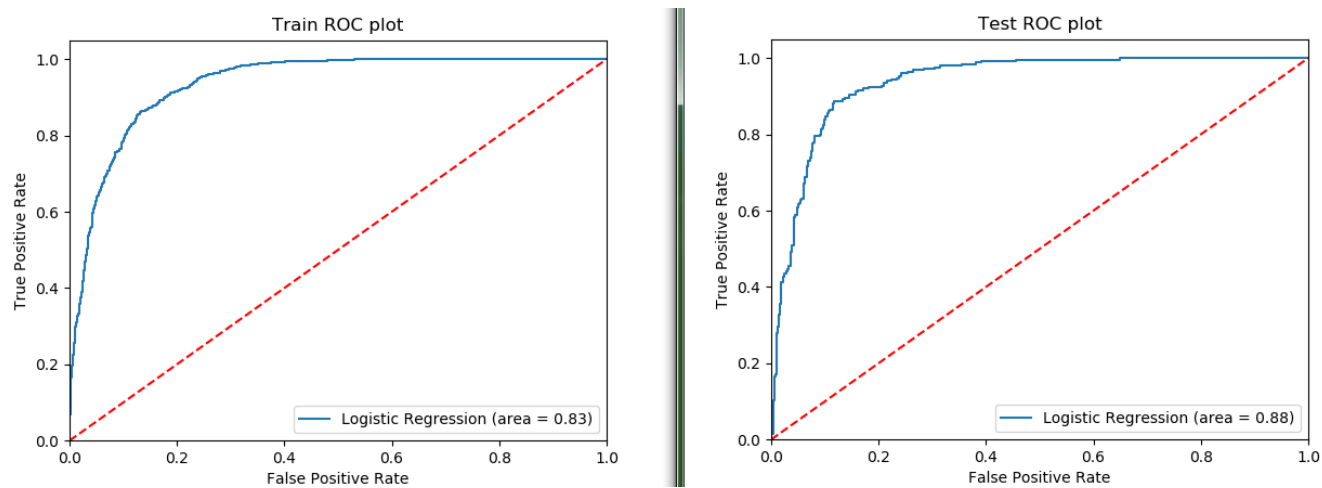 Train ROC plot
True Positive Rate
1.0
0.8
0.6
0.4
0.2
0.0
Logistic Regression (area = 0.83)
0.0 0.2 0.4 0.6 0.8 1.0
False Positive Rate
Test ROC plot
True Positive Rate
1.0
0.8
0.6
0.4
0.2
0.0
Logistic Regression (area = 0.88)
0.0 0.2 0.4 0.6 0.8 1.0
False Positive Rate